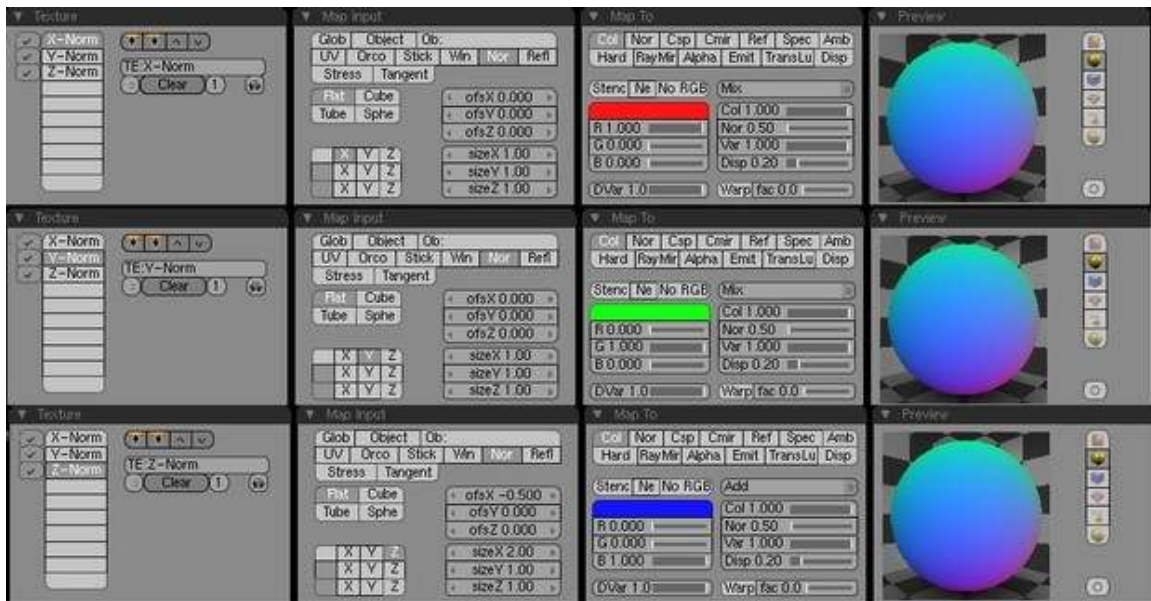 Texture Map Input Map To Preview
X-Norm Glob Object Ob: Col Nor Csp Cmir Ref Spec Amb
Y-Norm UV Orco Stick Win Nor Refl Hard RayMir Alpha Emit TransLu Disp
Z-Norm TE:X-Norm Stress Tangent
Clear 1 Flat Cube ofsX 0.000 Stenc Ne No RGB Mix
Tube Sphe ofsY 0.000 Col 1.000
ofsZ 0.000 R 1.000 Nor 0.50
X Y Z sizeX 1.00 G 0.000 Var 1.000
X Y Z sizeY 1.00 B 0.000 Disp 0.20
X Y Z sizeZ 1.00 DVar 1.0 Warp fac 0.0
Texture Map Input Map To Preview
X-Norm Glob Object Ob: Col Nor Csp Cmir Ref Spec Amb
Y-Norm UV Orco Stick Win Nor Refl Hard RayMir Alpha Emit TransLu Disp
Z-Norm TE:Y-Norm Stress Tangent
Clear 1 Flat Cube ofsX 0.000 Stenc Ne No RGB Mix
Tube Sphe ofsY 0.000 Col 1.000
ofsZ 0.000 R 0.000 Nor 0.50
X Y Z sizeX 1.00 G 1.000 Var 1.000
X Y Z sizeY 1.00 B 0.000 Disp 0.20
X Y Z sizeZ 1.00 DVar 1.0 Warp fac 0.0
Texture Map Input Map To Preview
X-Norm Glob Object Ob: Col Nor Csp Cmir Ref Spec Amb
Y-Norm UV Orco Stick Win Nor Refl Hard RayMir Alpha Emit TransLu Disp
Z-Norm TE:Z-Norm Stress Tangent
Clear 1 Flat Cube ofsX -0.500 Stenc Ne No RGB Add
Tube Sphe ofsY 0.000 Col 1.000
ofsZ 0.000 R 0.000 Nor 0.50
X Y Z sizeX 2.00 G 0.000 Var 1.000
X Y Z sizeY 1.00 B 1.000 Disp 0.20
X Y Z sizeZ 1.00 DVar 1.0 Warp fac 0.0